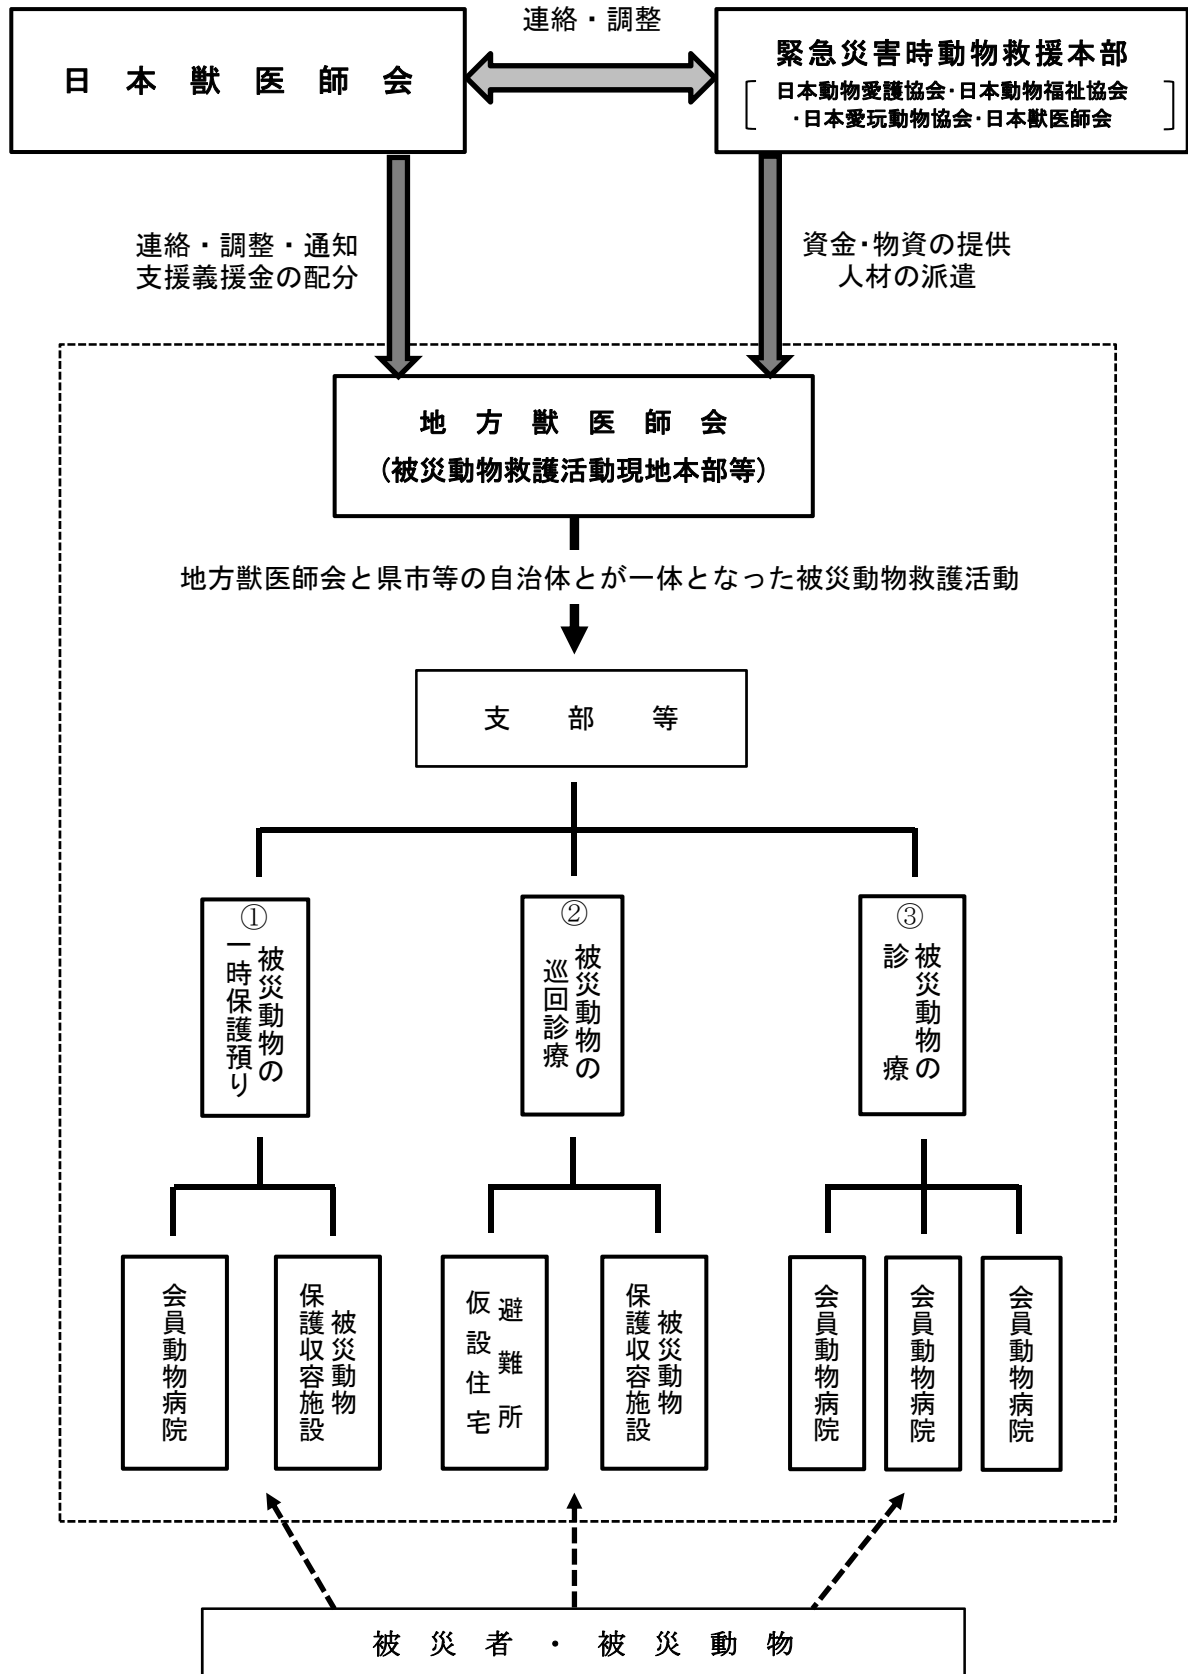 連絡・調整
日本獣医師会
緊急災害時動物救援本部
日本動物愛護協会・日本動物福祉協会
・日本愛玩動物協会・日本獣医師会
連絡・調整・通知
支援義援金の配分
資金・物資の提供
人材の派遣
地方獣医師会
(被災動物救護活動現地本部等)
地方獣医師会と県市等の自治体とが一体となった被災動物救護活動
支部等
①
被災動物の
一時保護預り
②
被災動物の
巡回診療
③
被災動物の
診療
会員動物病院
被災動物
保護収容施設
避難所
仮設住宅
被災動物
保護収容施設
会員動物病院
会員動物病院
会員動物病院
被災者・被災動物